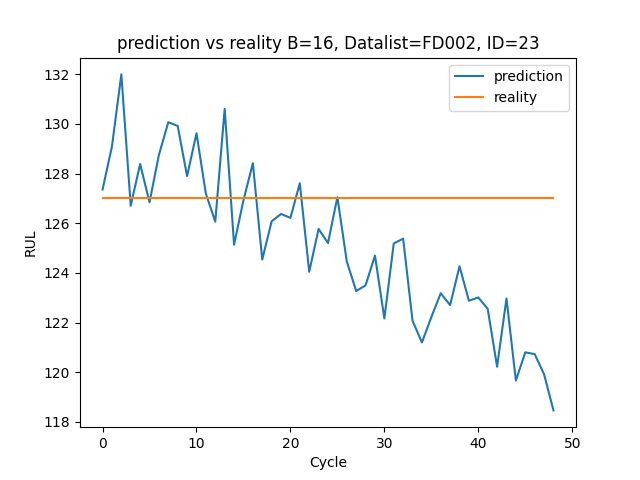 prediction vs reality B=16, Datalist=FD002, ID=23
prediction
reality
RUL
132
130
128
126
124
122
120
118
0 10 20 30 40 50
Cycle